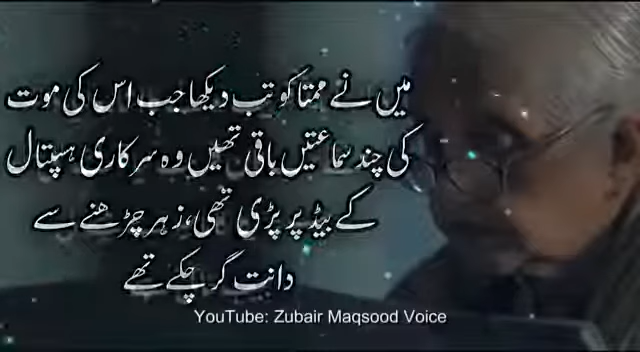 میں نے ممتا کو تب دیکھا جب اس کی موت
کی چند سماعتیں باقی تھیں وہ سرکاری ہسپتال
کے بیڈ پر پڑی تھی، زہر چڑھنے سے
دانت گر چکے تھے
YouTube: Zubair Maqsood Voice